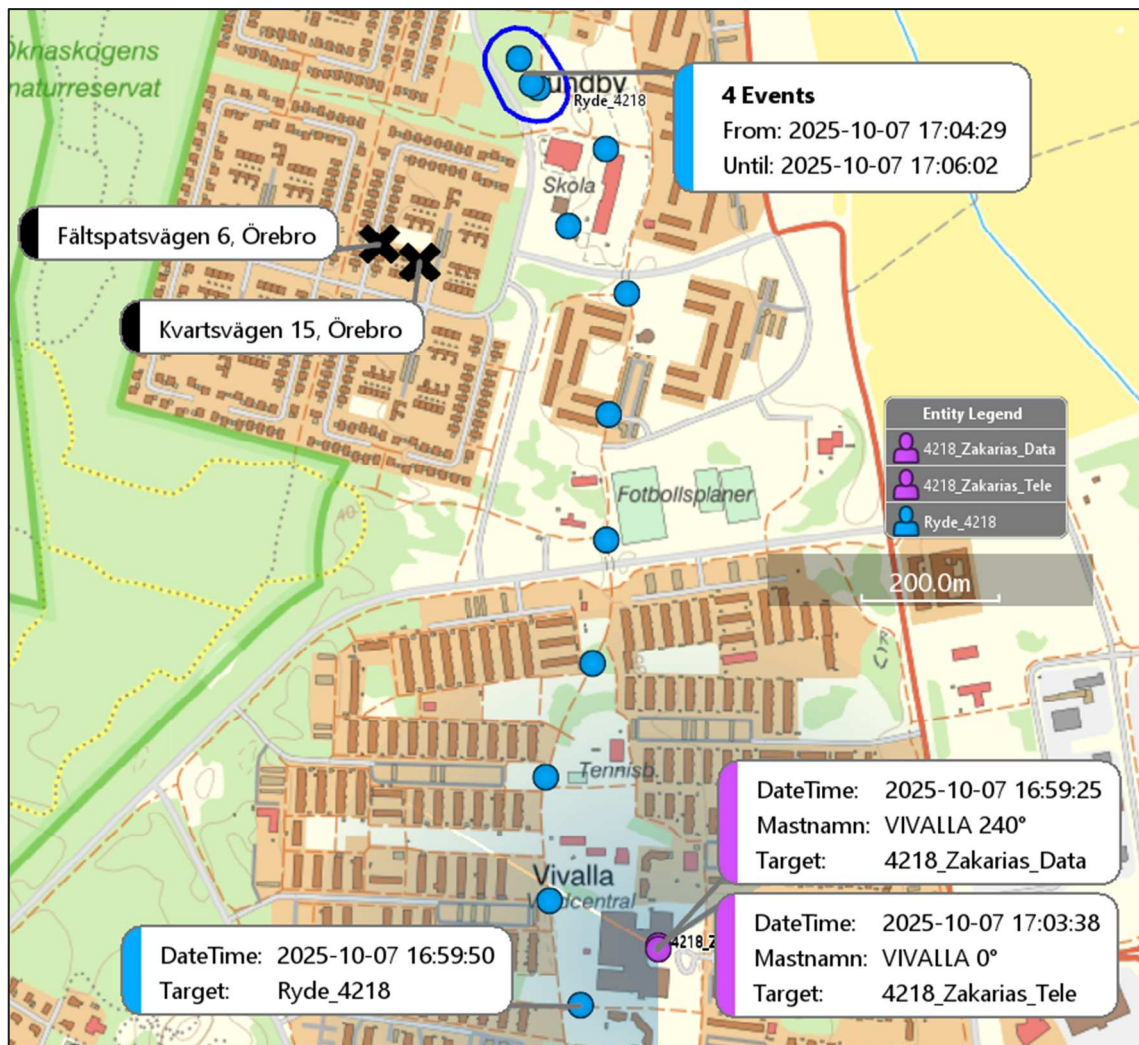 Oknaskogens
naturreservat
undby
Ryde_4218
4 Events
From: 2025-10-07 17:04:29
Until: 2025-10-07 17:06:02
Skola
Fältspatsvägen 6, Örebro
Kvartsvägen 15, Örebro
Entity Legend
4218_Zakarias_Data
4218_Zakarias_Tele
Ryde_4218
Fotbollsplaner
40
200.0m
Tennisb.
DateTime: 2025-10-07 16:59:25
Mastnamn: VIVALLA 240°
Target: 4218_Zakarias_Data
Vivalla
4218_Z
DateTime: 2025-10-07 16:59:50
Target: Ryde_4218
DateTime: 2025-10-07 17:03:38
Mastnamn: VIVALLA 0°
Target: 4218_Zakarias_Tele